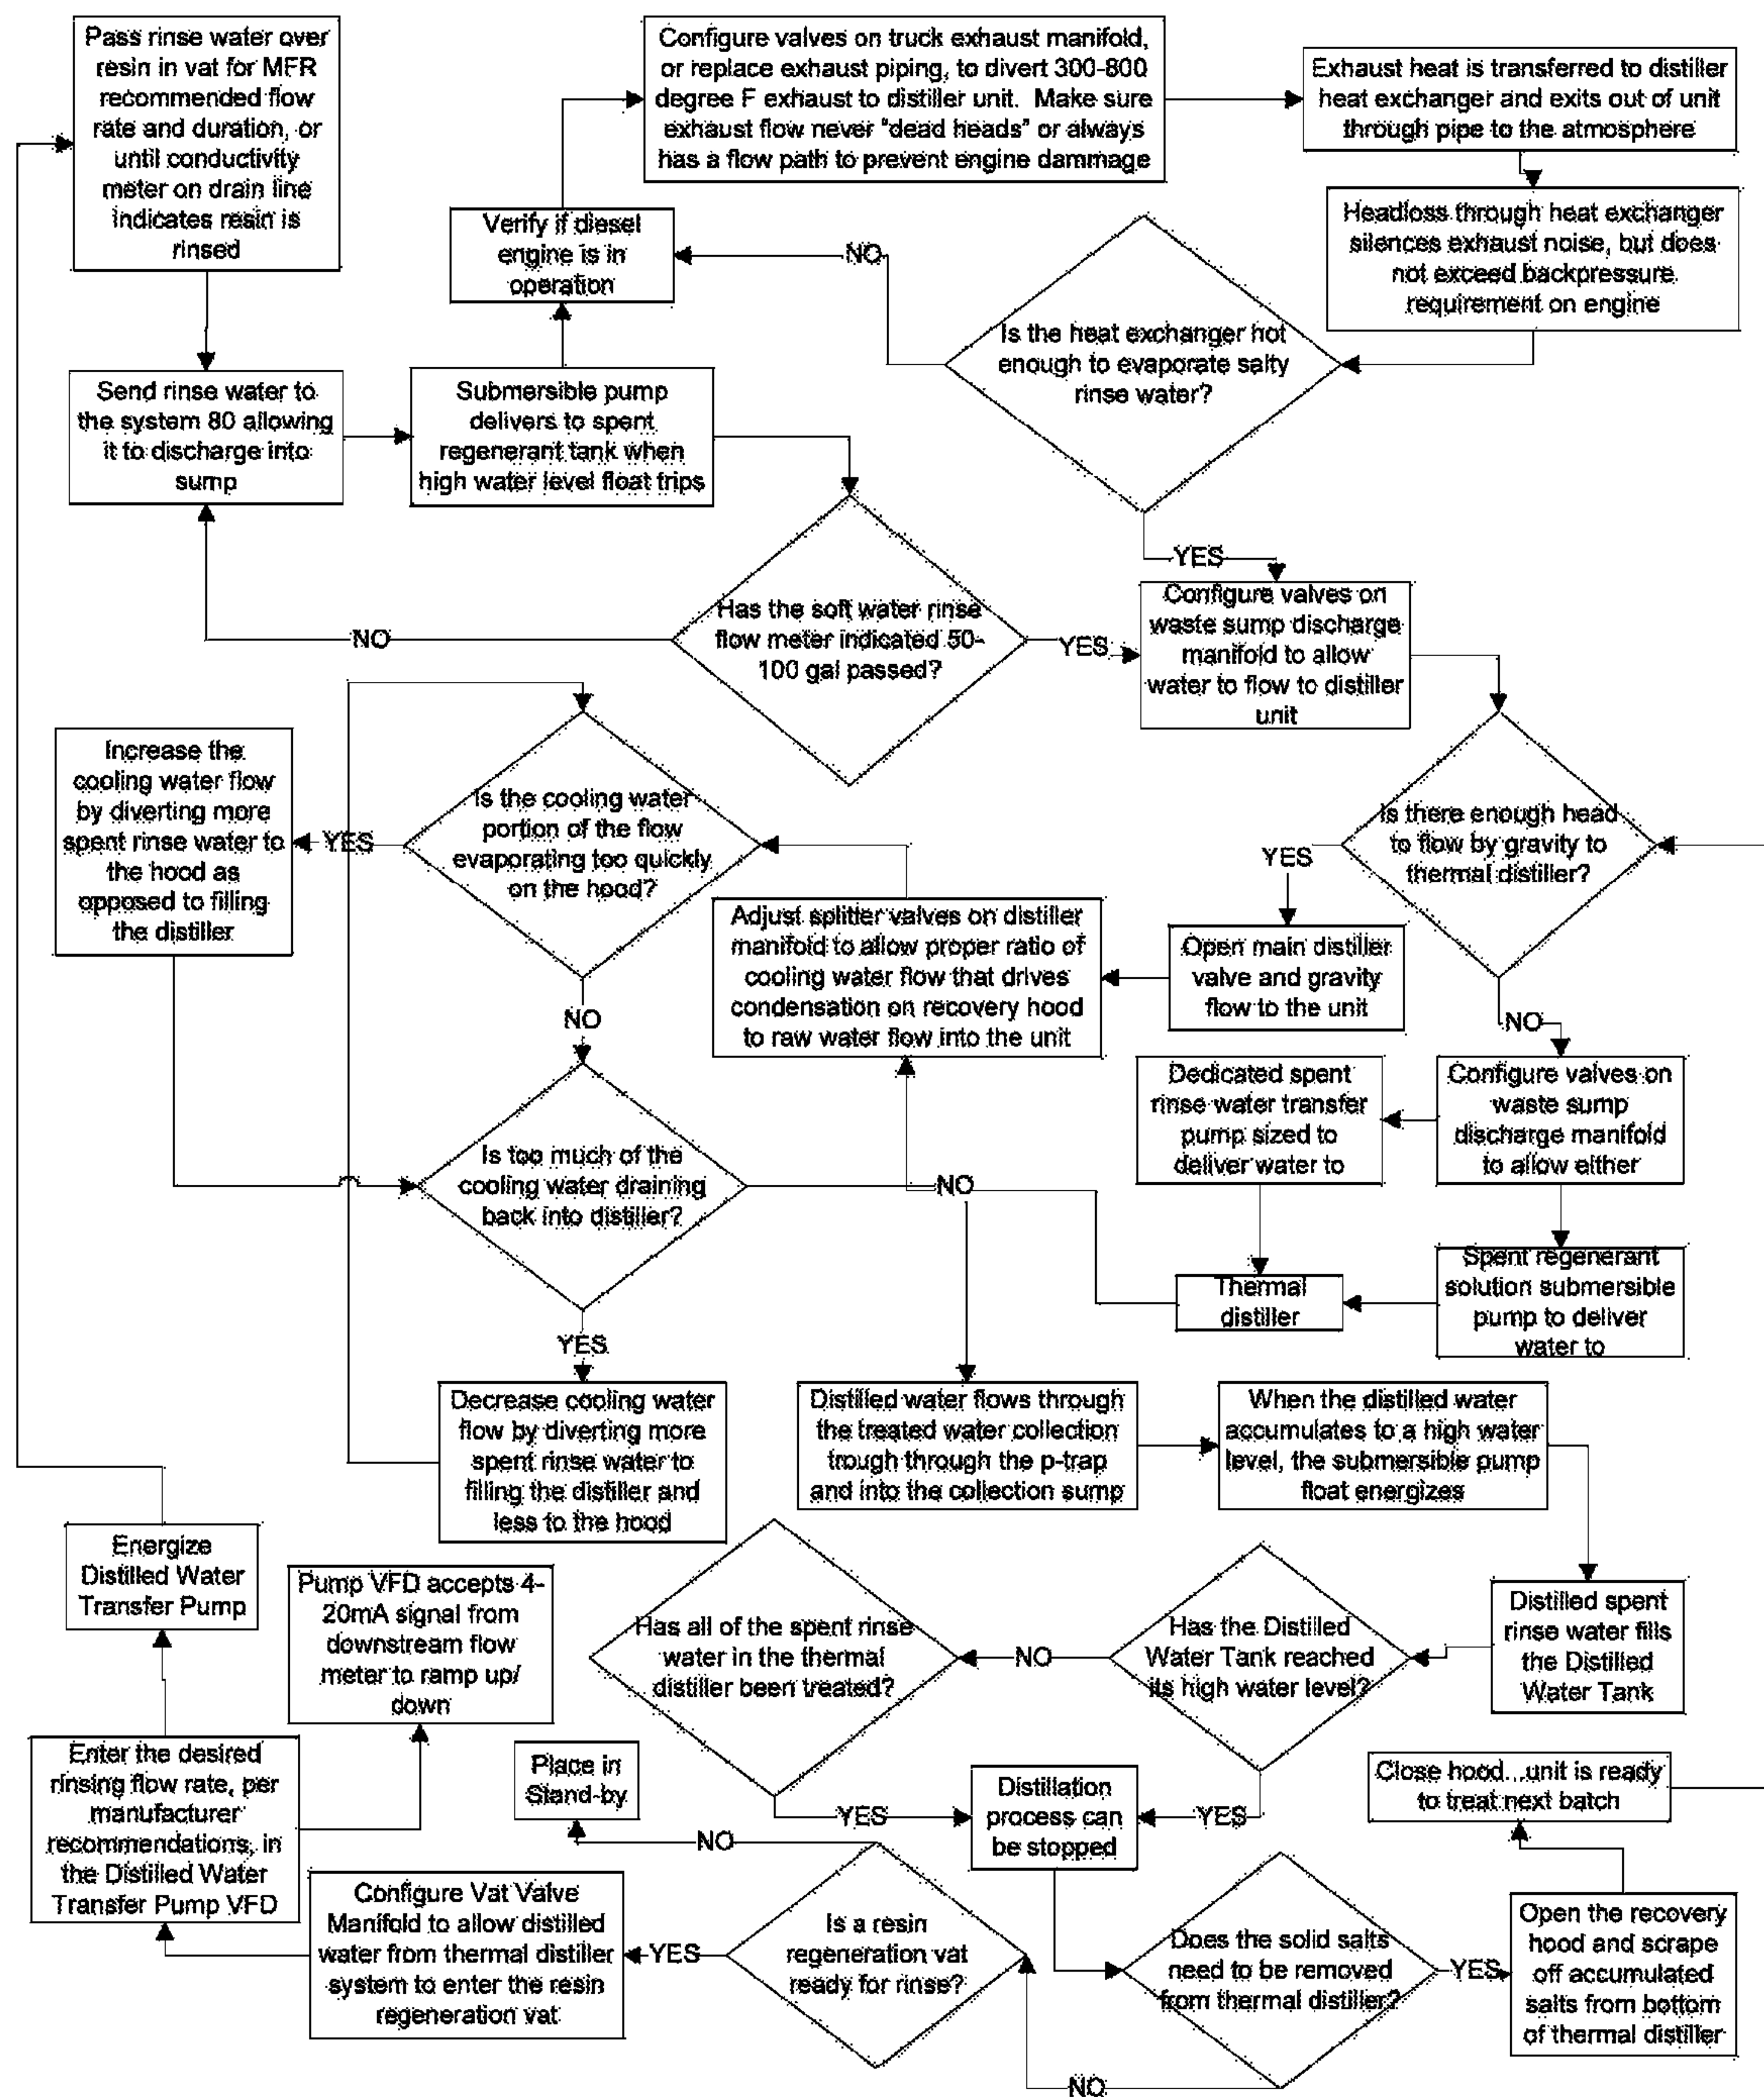 Pass rinse water over
resin in vat for MFR
recommended flow
rate and duration, or
until conductivity
meter on drain line
indicates resin is
rinsed
Configure valves on truck exhaust manifold,
or replace exhaust piping, to divert 300-800
degree F exhaust to distiller unit. Make sure
exhaust flow never "dead heads" or always
has a flow path to prevent engine dammage
Exhaust heat is transferred to distiller
heat exchanger and exits out of unit
through pipe to the atmosphere
Verify if diesel
engine is in
operation
NO
Headloss through heat exchanger
silences exhaust noise, but does
not exceed backpressure
requirement on engine
Is the heat exchanger hot
enough to evaporate salty
rinse water?
Send rinse water to
the system 80 allowing
it to discharge into
sump
Submersible pump
delivers to spent
regenerant tank when
high water level float trips
YES
NO
Has the soft water rinse
flow meter indicated 50-
100 gal passed?
YES
Configure valves on
waste sump discharge
manifold to allow
water to flow to distiller
unit
Increase the
cooling water flow
by diverting more
spent rinse water to
the hood as
opposed to filling
the distiller
YES
Is the cooling water
portion of the flow
evaporating too quickly
on the hood?
Is there enough head
to flow by gravity to
thermal distiller?
YES
Adjust splitter valves on distiller
manifold to allow proper ratio of
cooling water flow that drives
condensation on recovery hood
to raw water flow into the unit
Open main distiller
valve and gravity
flow to the unit
NO
NO
Dedicated spent
rinse water transfer
pump sized to
deliver water to
Configure valves on
waste sump
discharge manifold
to allow either
Is too much of the
cooling water draining
back into distiller?
NO
Thermal
distiller
Spent regenerant
solution submersible
pump to deliver
water to
YES
Decrease cooling water
flow by diverting more
spent rinse water to
filling the distiller and
less to the hood
Distilled water flows through
the treated water collection
trough through the p-trap
and into the collection sump
When the distilled water
accumulates to a high water
level, the submersible pump
float energizes
Energize
Distilled Water
Transfer Pump
Pump VFD accepts 4-
20mA signal from
downstream flow
meter to ramp up/
down
Has all of the spent rinse
water in the thermal
distiller been treated?
NO
Has the Distilled
Water Tank reached
its high water level?
Distilled spent
rinse water fills
the Distilled
Water Tank
Enter the desired
rinsing flow rate, per
manufacturer
recommendations, in
the Distilled Water
Transfer Pump VFD
Place in
Stand-by
YES
Distillation
process can
be stopped
YES
Close hood...unit is ready
to treat next batch
NO
Configure Vat Valve
Manifold to allow distilled
water from thermal distiller
system to enter the resin
regeneration vat
YES
Is a resin
regeneration vat
ready for rinse?
Does the solid salts
need to be removed
from thermal distiller?
YES
Open the recovery
hood and scrape
off accumulated
salts from bottom
of thermal distiller
NO